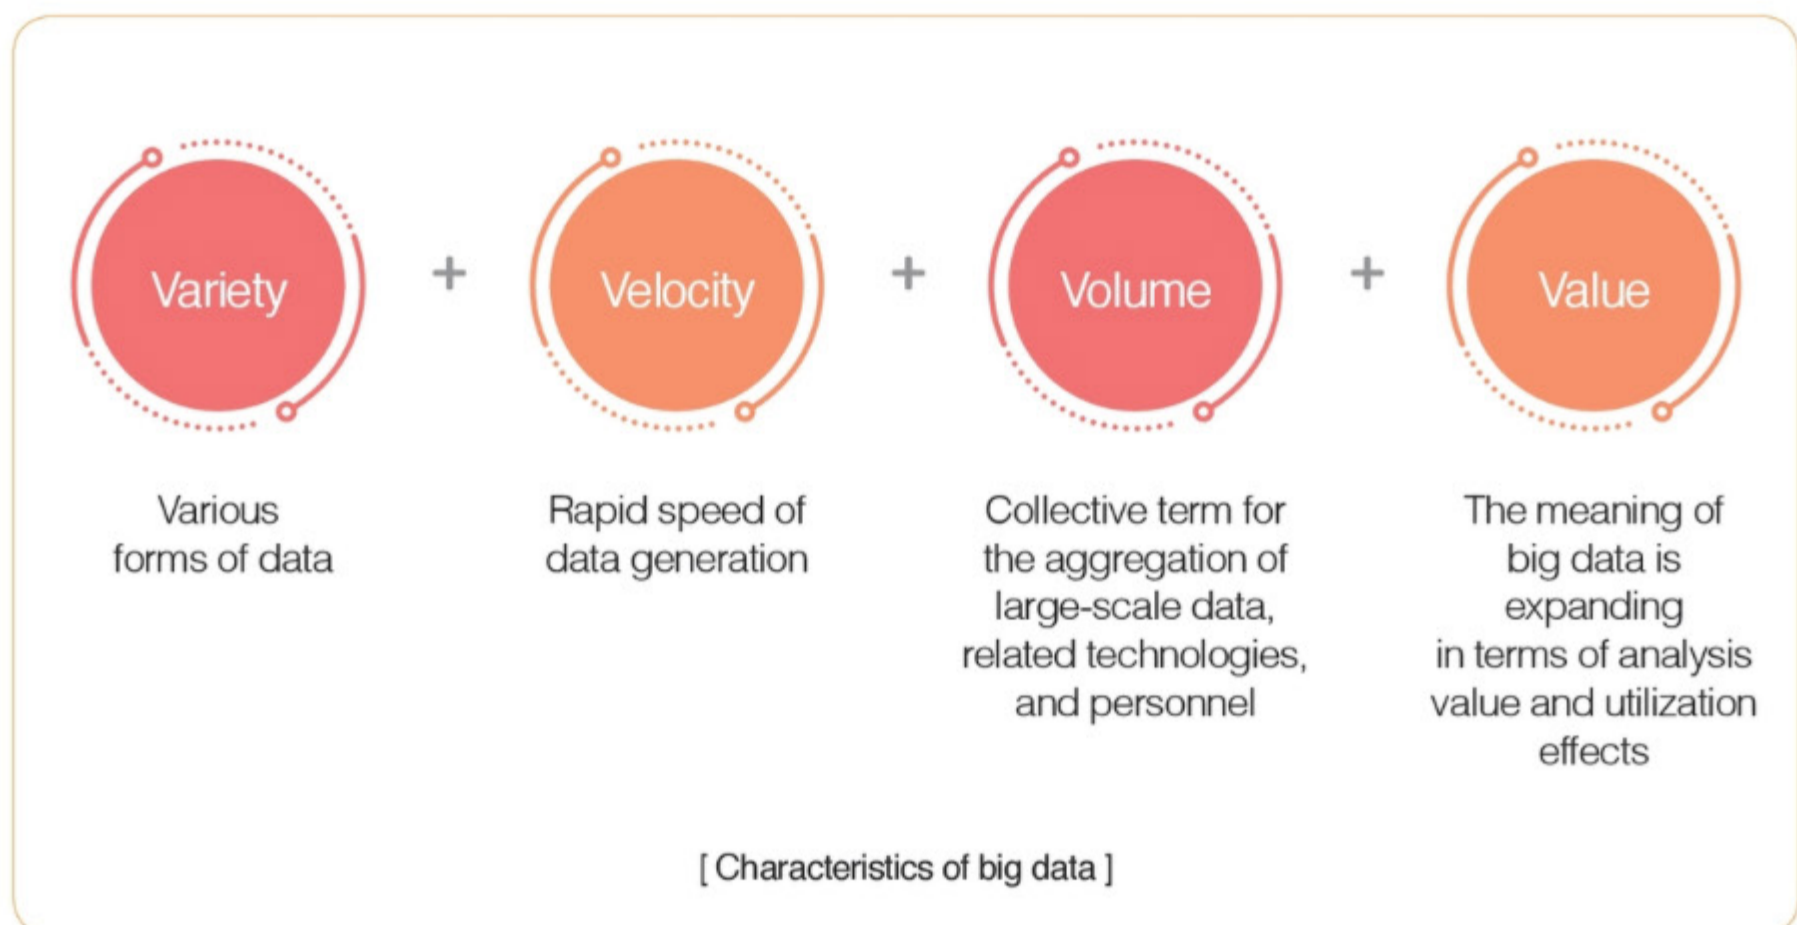 Variety
+
Velocity
+
Volume
+
Value
Various
forms of data
Rapid speed of
data generation
Collective term for
the aggregation of
large-scale data,
related technologies,
and personnel
The meaning of
big data is
expanding
in terms of analysis
value and utilization
effects
[ Characteristics of big data ]